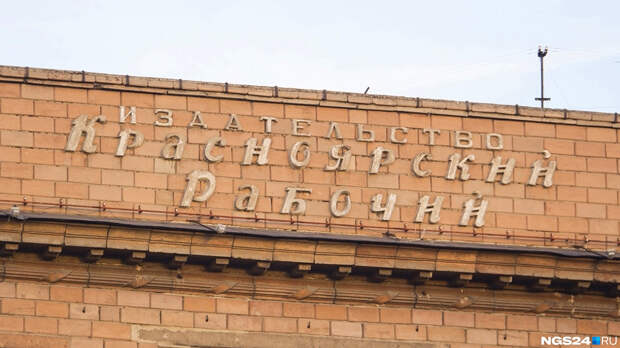 ИЗДАТЕЛЬСТВО
Красноярский
Рабочий
NGS24.RU